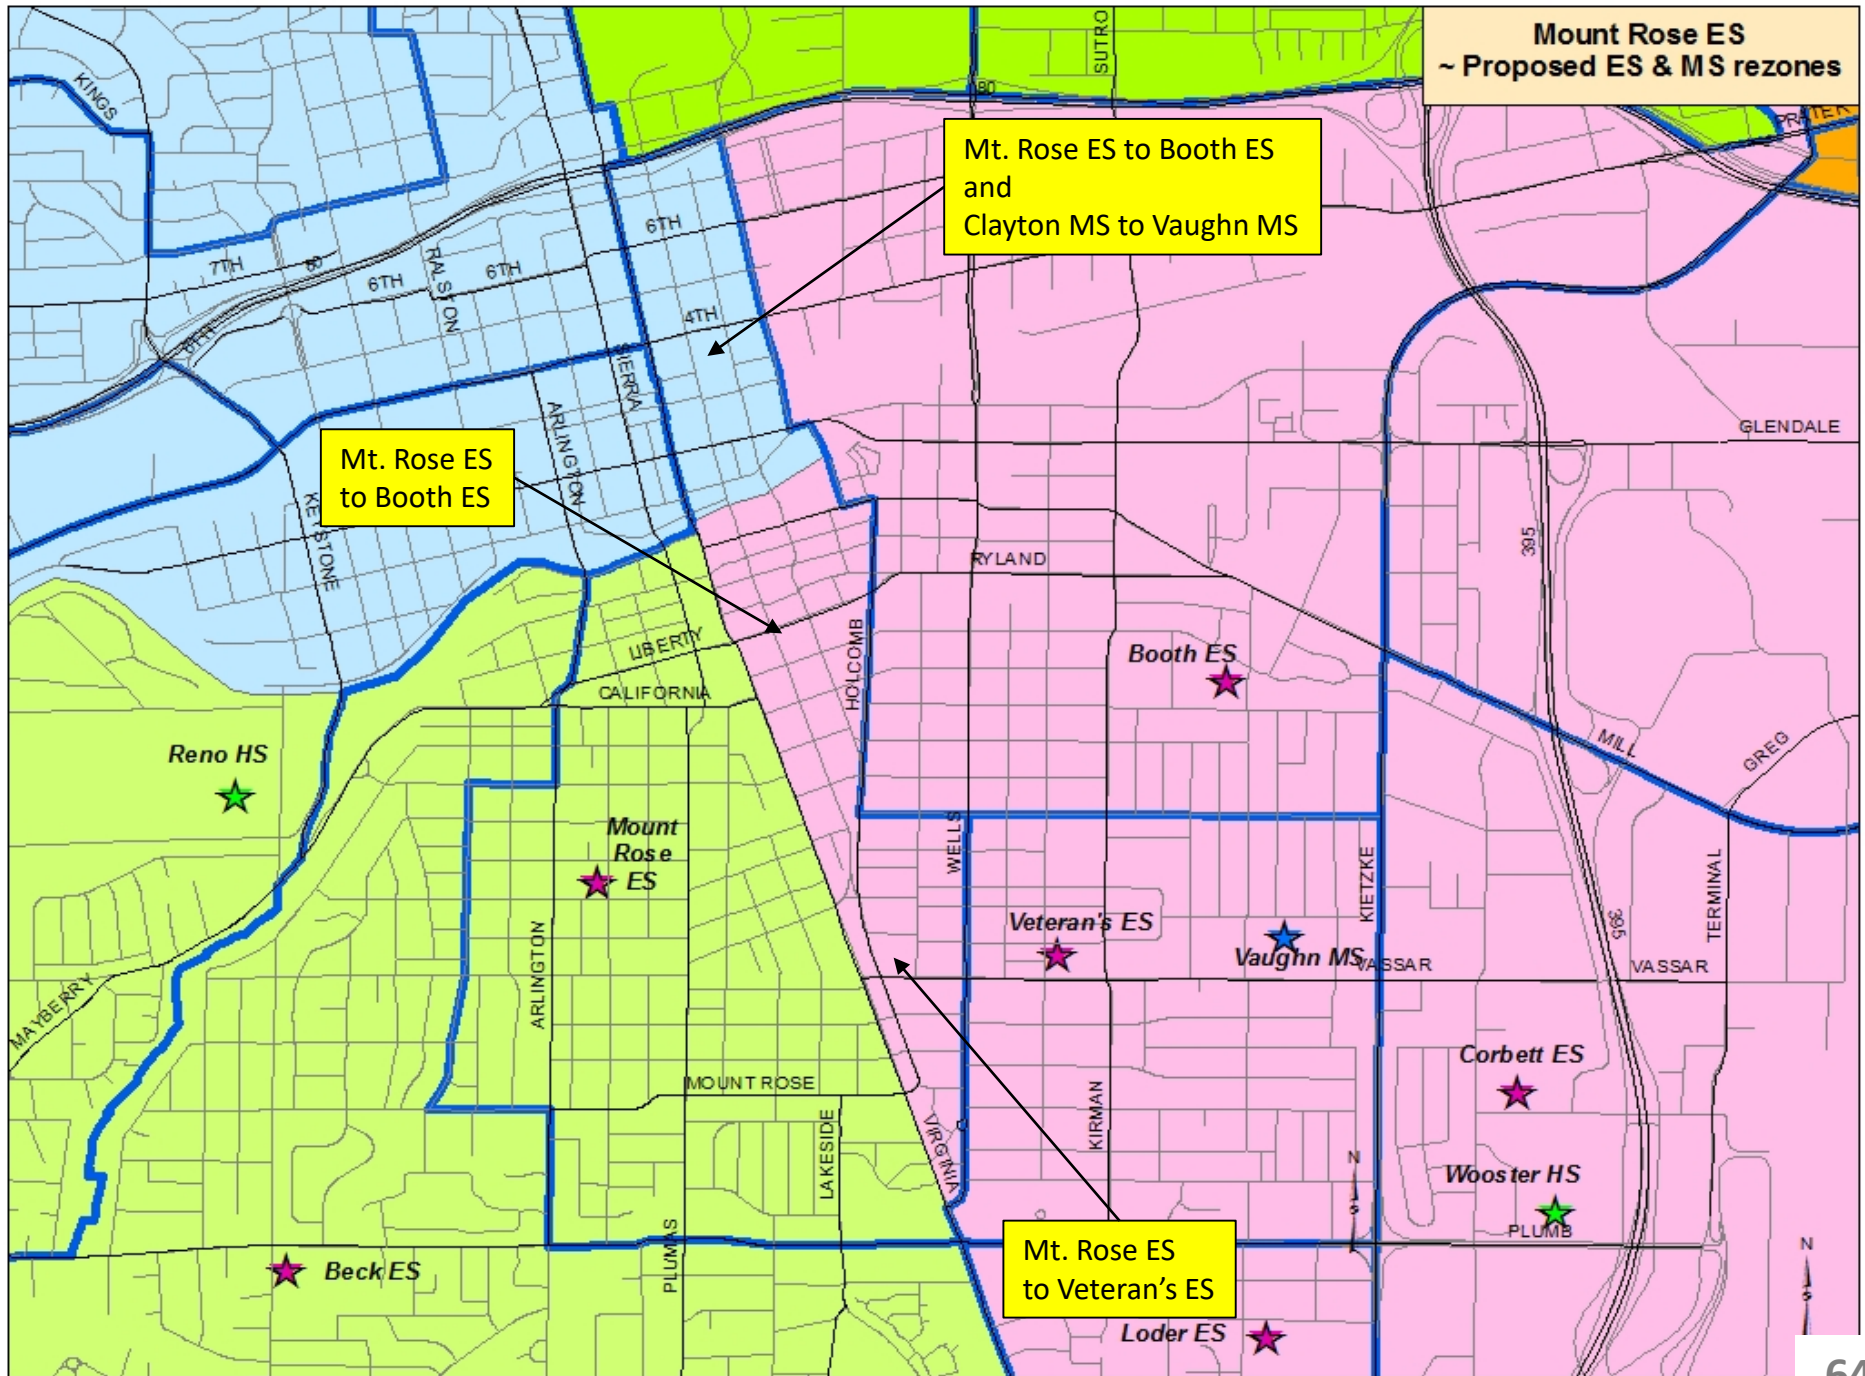 Mount Rose ES
~ Proposed ES & MS rezones
SUTRO
KINGS
80
PRATER
Mt. Rose ES to Booth ES
and
Clayton MS to Vaughn MS
6TH
7TH
80
RALSTON
6TH
6TH
4TH
SIERRA
ARLINGTON
GLENDALE
Mt. Rose ES
to Booth ES
KEYSTONE
395
RYLAND
LIBERTY
HOLCOMB
Booth ES
CALIFORNIA
Reno HS
MILL
GREG
Mount
Rose
ES
WELLS
KIETZKE
TERMINAL
Veteran's ES
395
ARLINGTON
Vaughn MS
VASSAR
VASSAR
MAYBERRY
Corbett ES
MOUNT ROSE
KIRMAN
LAKESIDE
VIRGINIA
N
S
Wooster HS
PLUMB
PLUMAS
Mt. Rose ES
to Veteran’s ES
N
S
Beck ES
Loder ES
64